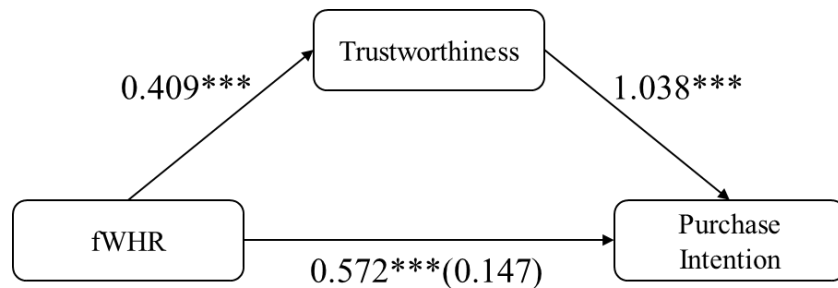 Trustworthiness
0.409***
1.038***
fWHR
Purchase
Intention
0.572***(0.147)